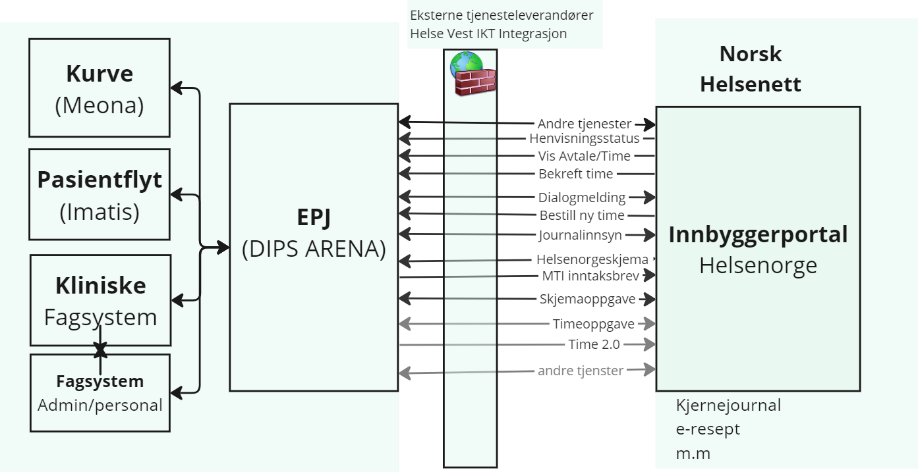 Eksterne tjenesteleverandører
Helse Vest IKT Integrasjon
Norsk
Helsenett
Kurve
(Meona)
Pasientflyt
(Imatis)
Kliniske
Fagsystem
Fagsystem
Admin/personal
EPJ
(DIPS ARENA)
Andre tjenester
Henvisningsstatus
Vis Avtale/Time
Bekreft time
Dialogmelding
Bestill ny time
Journalinnsyn
Helsenorgeskjema
MTI inntaksbrev
Skjemaoppgave
Timeoppgave
Time 2.0
andre tjenster
Innbyggerportal
Helsenorge
Kjernejournal
e-resept
m.m